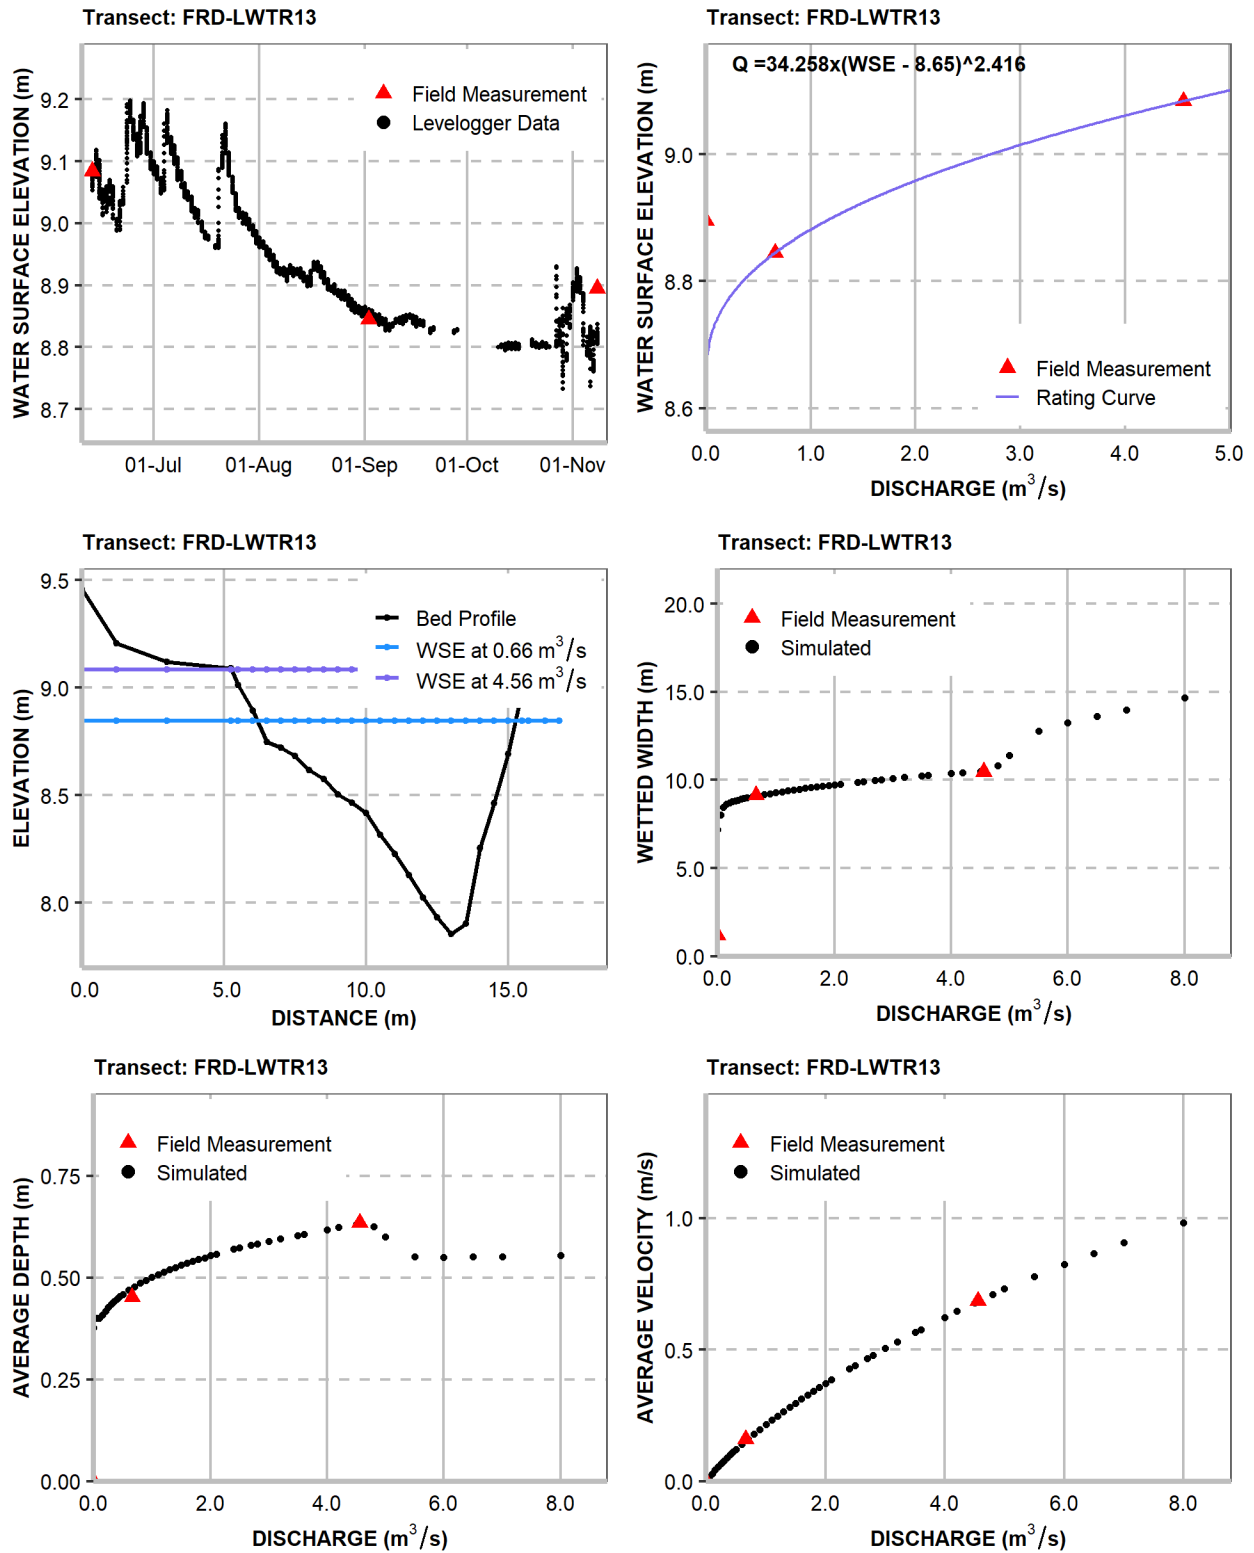 Transect: FRD-LWTR13
WATER SURFACE ELEVATION (m)
9.2
9.1
9.0
8.9
8.8
8.7
Field Measurement
Levelogger Data
01-Jul
01-Aug
01-Sep
01-Oct
01-Nov
Transect: FRD-LWTR13
Q =34.258x(WSE - 8.65)^2.416
WATER SURFACE ELEVATION (m)
9.0
8.8
8.6
Field Measurement
Rating Curve
0.0
1.0
2.0
3.0
4.0
5.0
DISCHARGE (m³/s)
Transect: FRD-LWTR13
ELEVATION (m)
9.5
9.0
8.5
8.0
Bed Profile
WSE at 0.66 m³/s
WSE at 4.56 m³/s
0.0
5.0
10.0
15.0
DISTANCE (m)
Transect: FRD-LWTR13
WETTED WIDTH (m)
20.0
15.0
10.0
5.0
0.0
Field Measurement
Simulated
0.0
2.0
4.0
6.0
8.0
DISCHARGE (m³/s)
Transect: FRD-LWTR13
AVERAGE DEPTH (m)
0.75
0.50
0.25
0.00
Field Measurement
Simulated
0.0
2.0
4.0
6.0
8.0
DISCHARGE (m³/s)
Transect: FRD-LWTR13
AVERAGE VELOCITY (m/s)
1.0
0.5
0.0
Field Measurement
Simulated
0.0
2.0
4.0
6.0
8.0
DISCHARGE (m³/s)